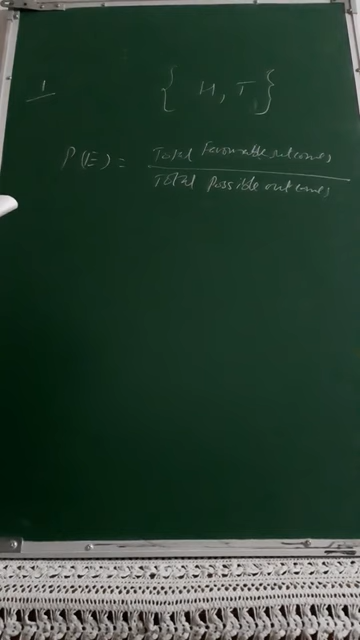 1 { H, T }
P(E) = Total Favourable outcomes
Total Possible outcomes